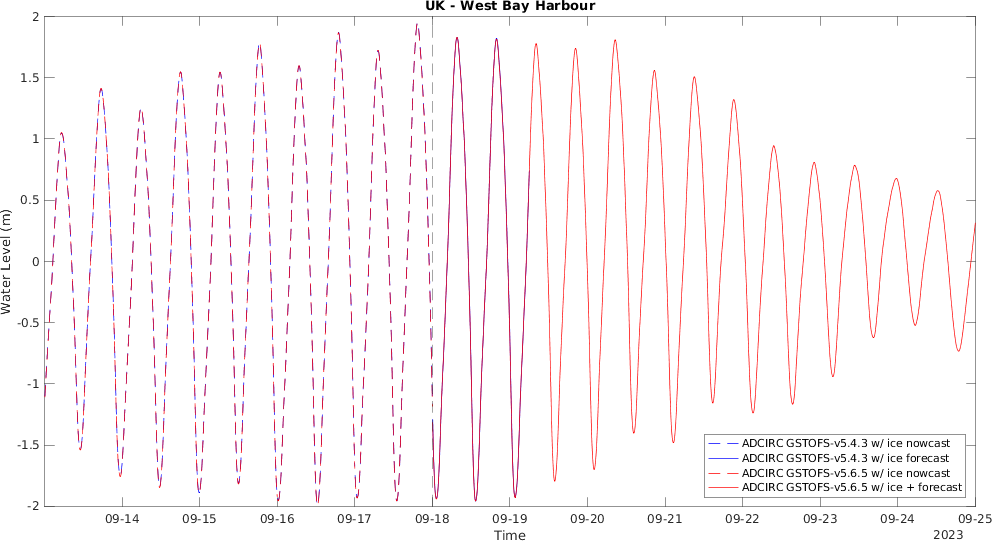 UK - West Bay Harbour
2
1.5
1
0.5
0
-0.5
-1
-1.5
-2
Water Level (m)
09-14 09-15 09-16 09-17 09-18 09-19 09-20 09-21 09-22 09-23 09-24 09-25
Time
2023
ADCIRC GSTOFS-v5.4.3 w/ ice nowcast
ADCIRC GSTOFS-v5.4.3 w/ ice forecast
ADCIRC GSTOFS-v5.6.5 w/ ice nowcast
ADCIRC GSTOFS-v5.6.5 w/ ice + forecast